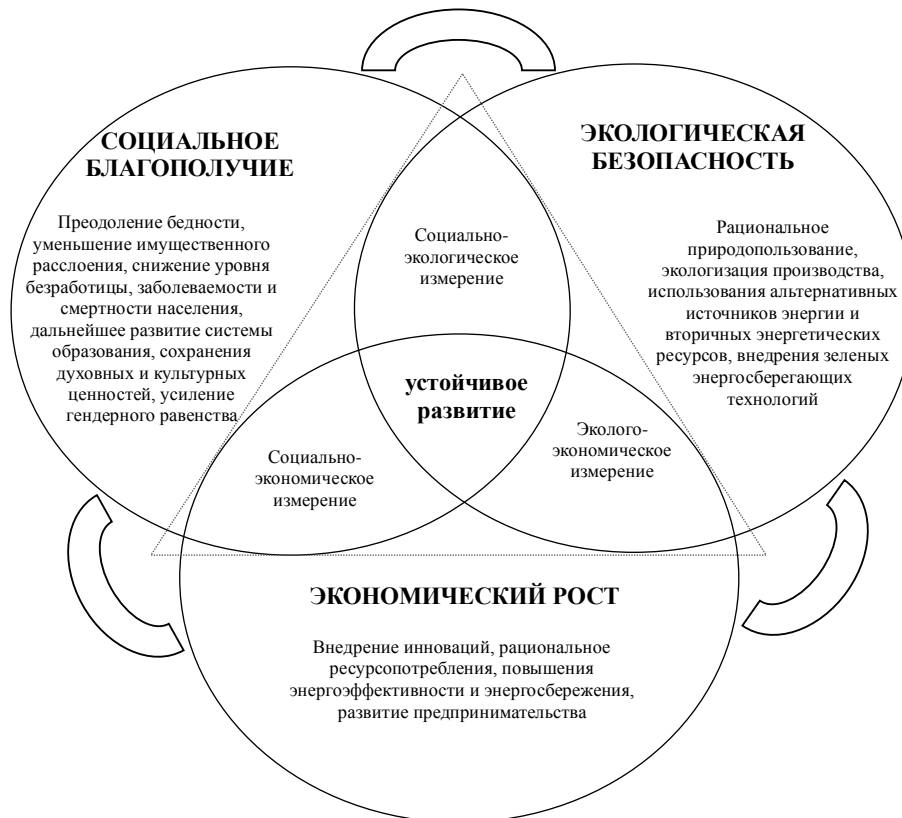 СОЦИАЛЬНОЕ
БЛАГОПОЛУЧИЕ
Преодоление бедности,
уменьшение имущественного
расслоения, снижение уровня
безработицы, заболеваемости и
смертности населения,
дальнейшее развитие системы
образования, сохранения
духовных и культурных
ценностей, усиление
гендерного равенства
ЭКОЛОГИЧЕСКАЯ
БЕЗОПАСНОСТЬ
Рациональное
природопользование,
экологизация производства,
использования альтернативных
источников энергии и
вторичных энергетических
ресурсов, внедрения зеленых
энергосберегающих
технологий
Социально-
экологическое
измерение
устойчивое
развитие
Социально-
экономическое
измерение
Эколого-
экономическое
измерение
ЭКОНОМИЧЕСКИЙ РОСТ
Внедрение инноваций, рациональное
ресурсопотребления, повышения
энергоэффективности и энергосбережения,
развитие предпринимательства